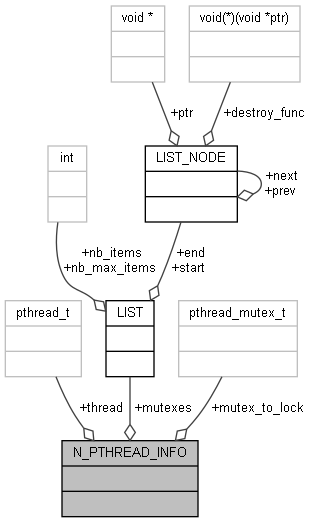 void *
void(*)(void *ptr)
+ptr
+destroy_func
int
LIST_NODE
+next
+prev
+nb_items
+nb_max_items
+end
+start
pthread_t
LIST
pthread_mutex_t
+thread
+mutexes
+mutex_to_lock
N_PTHREAD_INFO